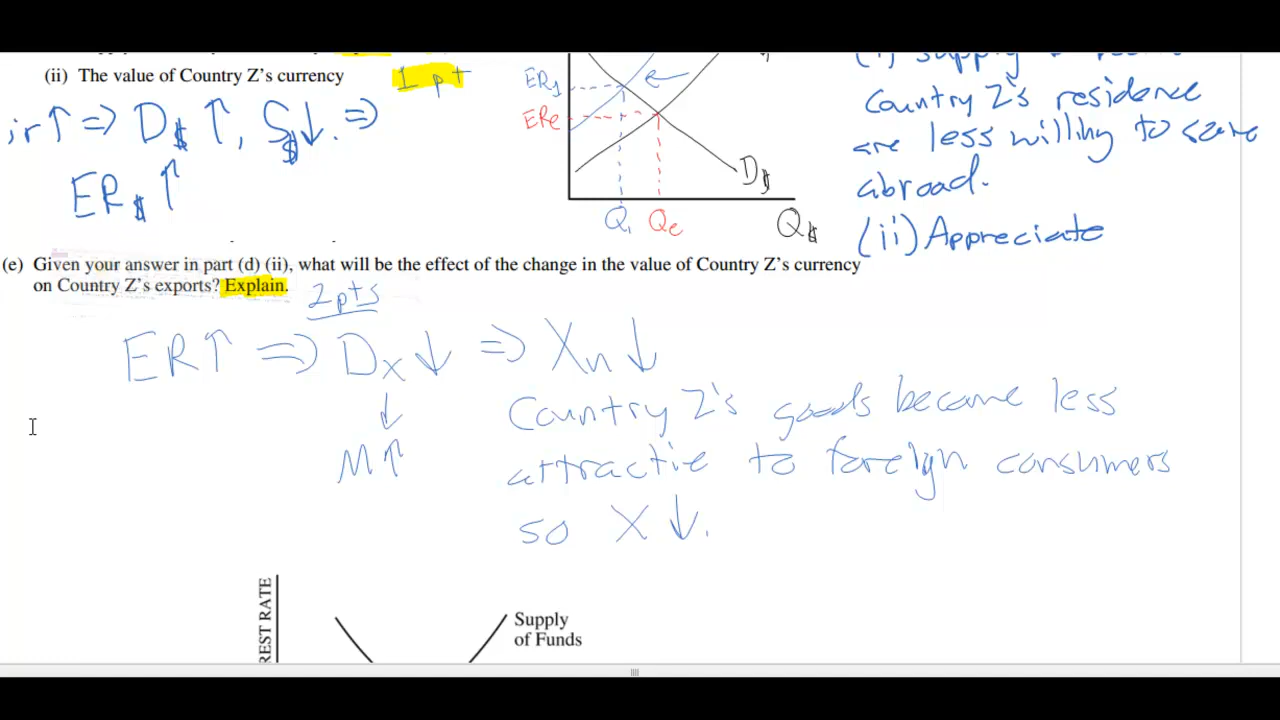 (ii) The value of Country Z's currency
1 pt
ir↑ ⇒ D$ ↑, S$↓. ⇒
ER$ ↑
ER1
ERe
D$
Q1 Qe Q$
Country Z's residence
are less willing to save
abroad.
(ii) Appreciate
(e) Given your answer in part (d) (ii), what will be the effect of the change in the value of Country Z's currency
on Country Z's exports? Explain.
2 pts
ER↑ ⇒ Dx ↓ ⇒ Xn ↓
↓
M↑
Country Z's goods become less
attractie to foreign consumers
so X ↓.
REST RATE
Supply
of Funds